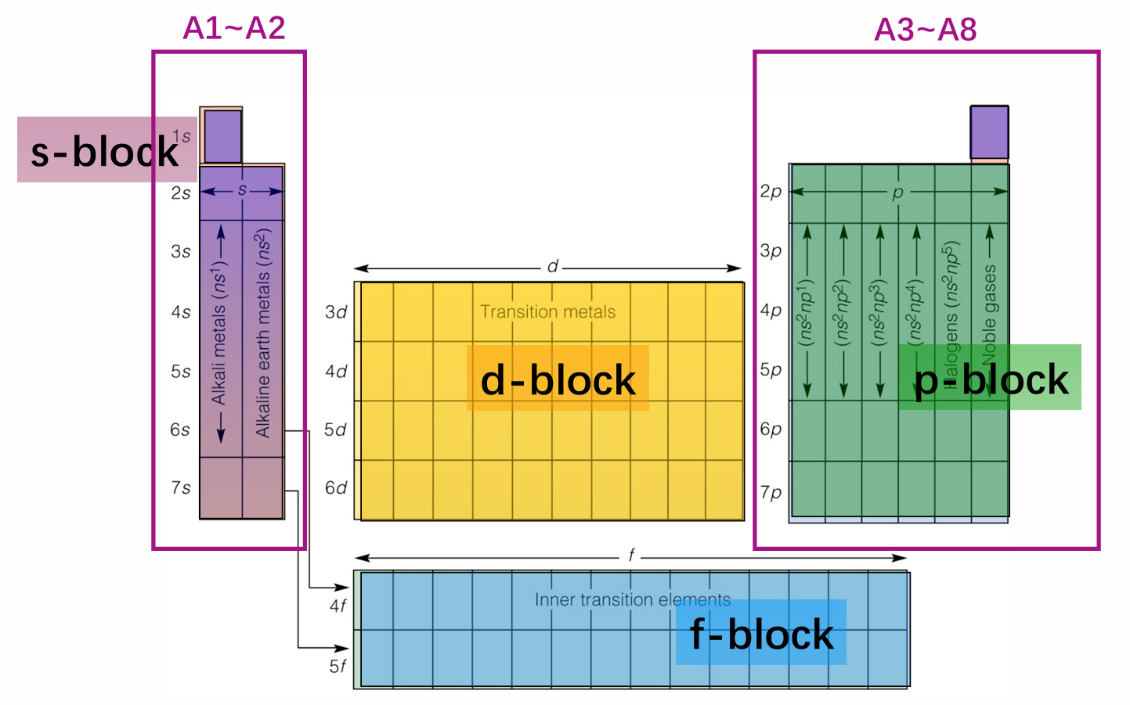 A1~A2
A3~A8
s-block
1s
2s
3s
4s
5s
6s
7s
s
Alkali metals (ns¹)
Alkaline earth metals (ns²)
d
Transition metals
3d
4d
5d
6d
d-block
2p
3p
4p
5p
6p
7p
p
(ns²np¹)
(ns²np²)
(ns²np³)
(ns²np⁴)
Halogens (ns²np⁵)
Noble gases
p-block
f
Inner transition elements
4f
5f
f-block